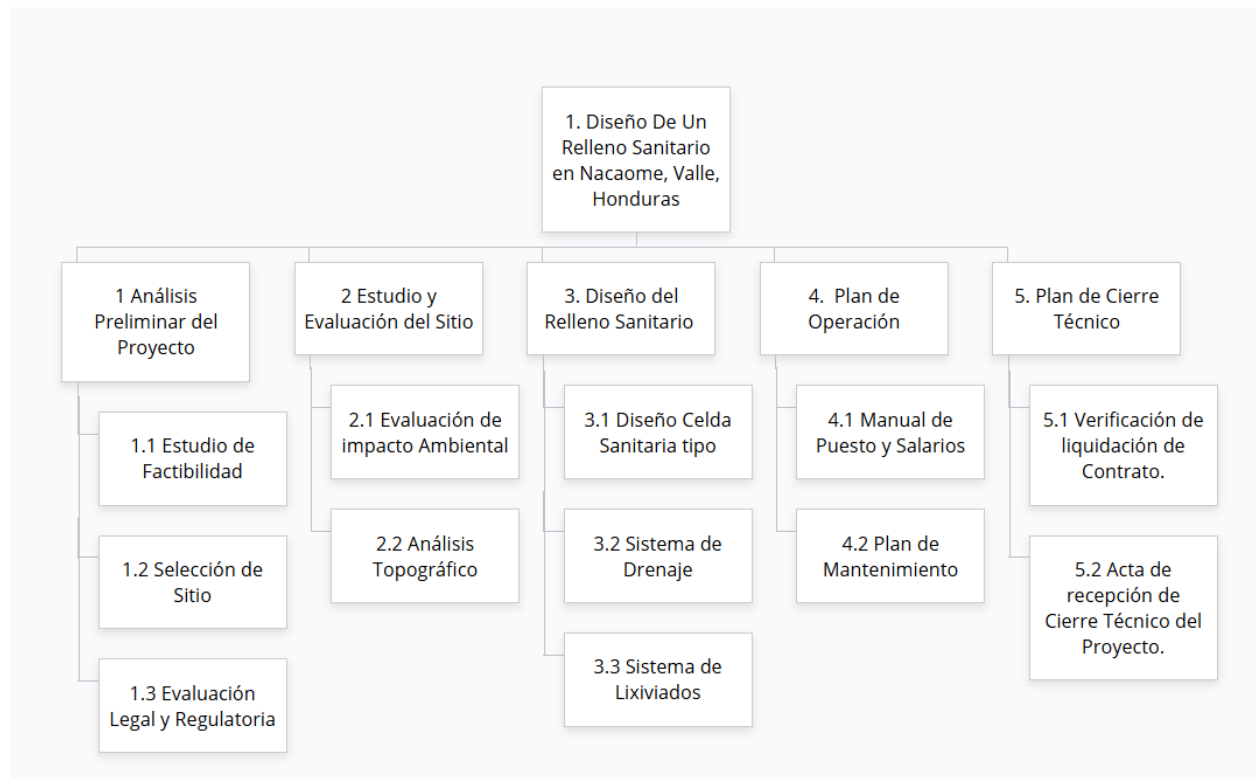 1. Diseño De Un
Relleno Sanitario
en Nacaome, Valle,
Honduras
1 Análisis
Preliminar del
Proyecto
1.1 Estudio de
Factibilidad
1.2 Selección de
Sitio
1.3 Evaluación
Legal y Regulatoria
2 Estudio y
Evaluación del Sitio
2.1 Evaluación de
impacto Ambiental
2.2 Análisis
Topográfico
3. Diseño del
Relleno Sanitario
3.1 Diseño Celda
Sanitaria tipo
3.2 Sistema de
Drenaje
3.3 Sistema de
Lixiviados
4. Plan de
Operación
4.1 Manual de
Puesto y Salarios
4.2 Plan de
Mantenimiento
5. Plan de Cierre
Técnico
5.1 Verificación de
liquidación de
Contrato.
5.2 Acta de
recepción de
Cierre Técnico del
Proyecto.